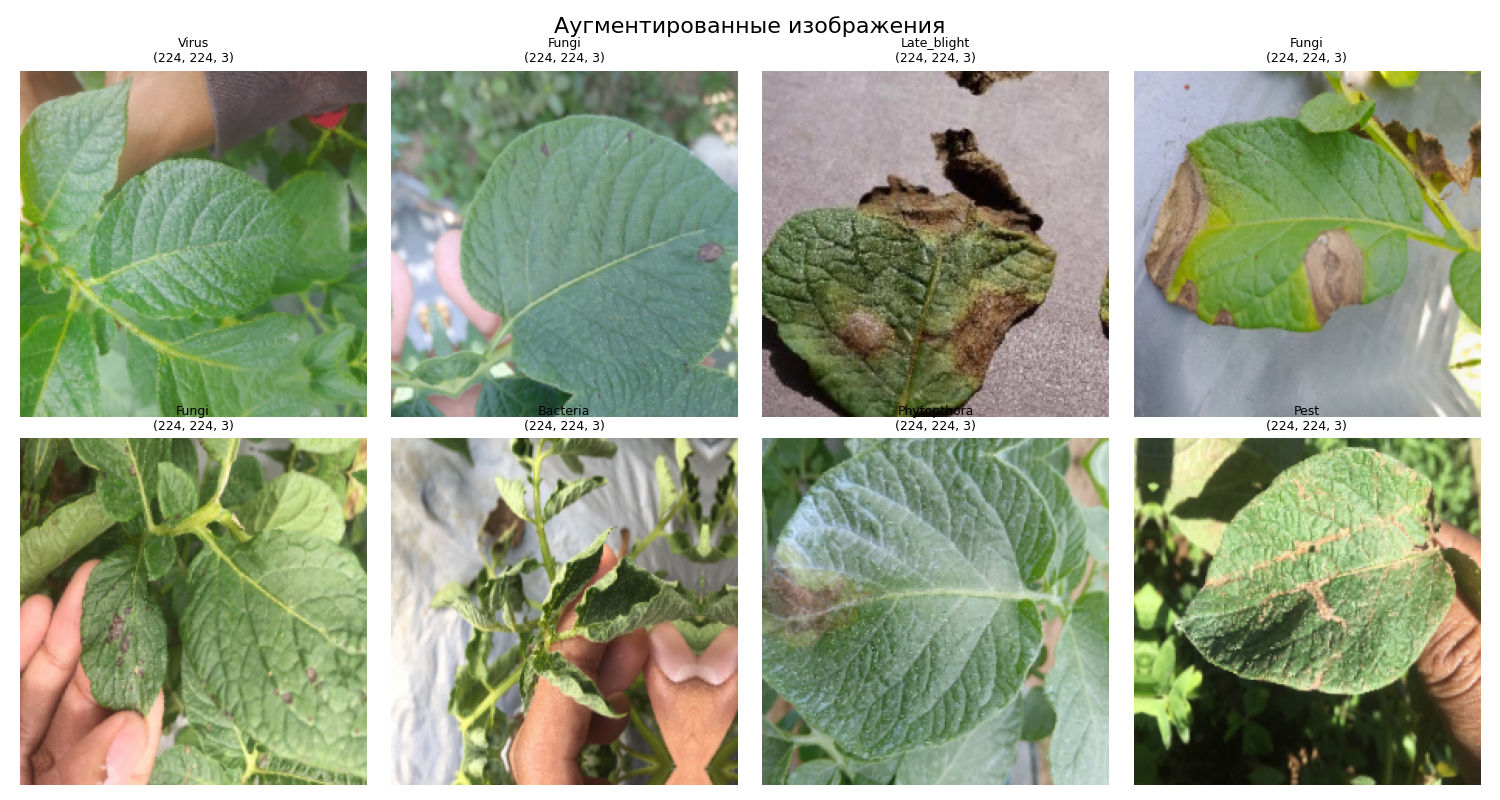 Аугментированные изображения
Virus
(224, 224, 3)
Fungi
(224, 224, 3)
Late_blight
(224, 224, 3)
Fungi
(224, 224, 3)
Fungi
(224, 224, 3)
Bacteria
(224, 224, 3)
Phytopthora
(224, 224, 3)
Pest
(224, 224, 3)